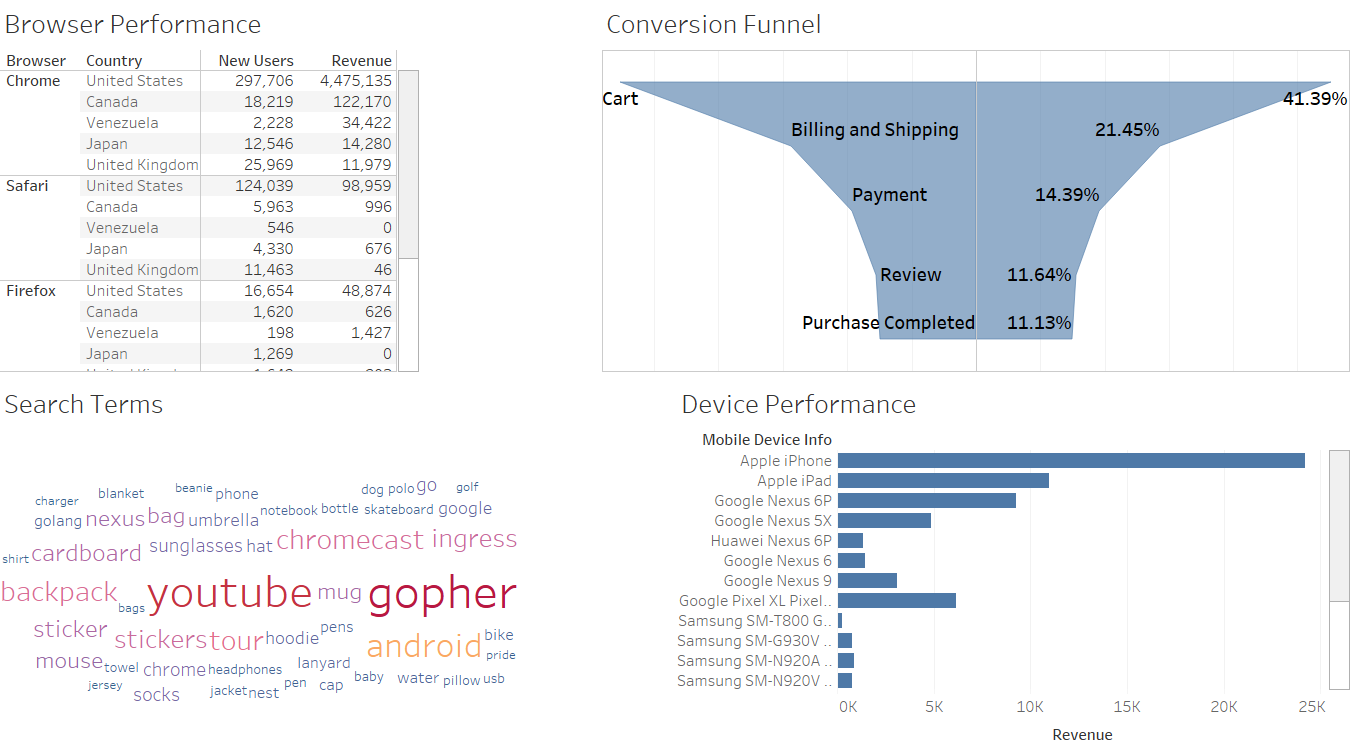 Browser Performance
Browser Country New Users Revenue
Chrome United States 297,706 4,475,135
Canada 18,219 122,170
Venezuela 2,228 34,422
Japan 12,546 14,280
United Kingdom 25,969 11,979
Safari United States 124,039 98,959
Canada 5,963 996
Venezuela 546 0
Japan 4,330 676
United Kingdom 11,463 46
Firefox United States 16,654 48,874
Canada 1,620 626
Venezuela 198 1,427
Japan 1,269 0
Conversion Funnel
Cart 41.39%
Billing and Shipping 21.45%
Payment 14.39%
Review 11.64%
Purchase Completed 11.13%
Search Terms
beanie phone dog polo go golf
charger blanket
golang nexus bag umbrella notebook bottle skateboard google
shirt cardboard sunglasses hat chromecast ingress
backpack bags youtube mug gopher
sticker stickers tour hoodie pens android bike
mouse towel chrome headphones lanyard pride
jersey socks jacket nest pen cap baby water pillow usb
Device Performance
Mobile Device Info
Apple iPhone
Apple iPad
Google Nexus 6P
Google Nexus 5X
Huawei Nexus 6P
Google Nexus 6
Google Nexus 9
Google Pixel XL Pixel..
Samsung SM-T800 G..
Samsung SM-G930V ..
Samsung SM-N920A ..
Samsung SM-N920V ..
0K 5K 10K 15K 20K 25K
Revenue